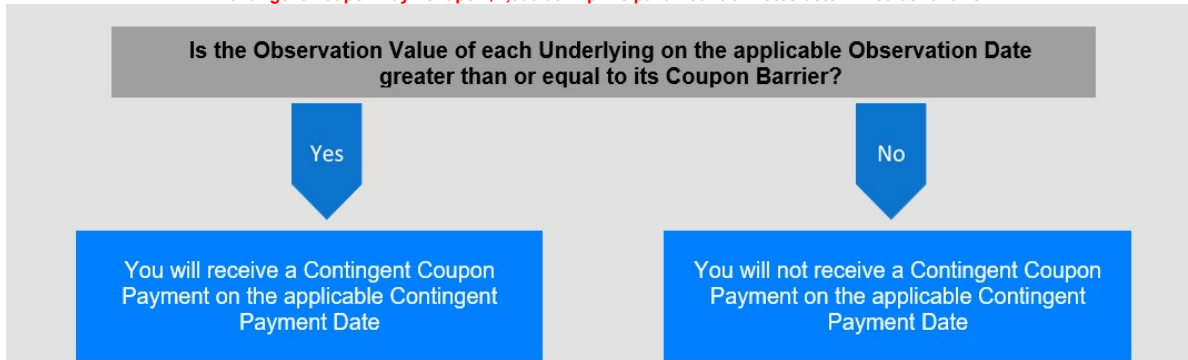 Is the Observation Value of each Underlying on the applicable Observation Date
greater than or equal to its Coupon Barrier?
Yes
No
You will receive a Contingent Coupon
Payment on the applicable Contingent
Payment Date
You will not receive a Contingent Coupon
Payment on the applicable Contingent
Payment Date